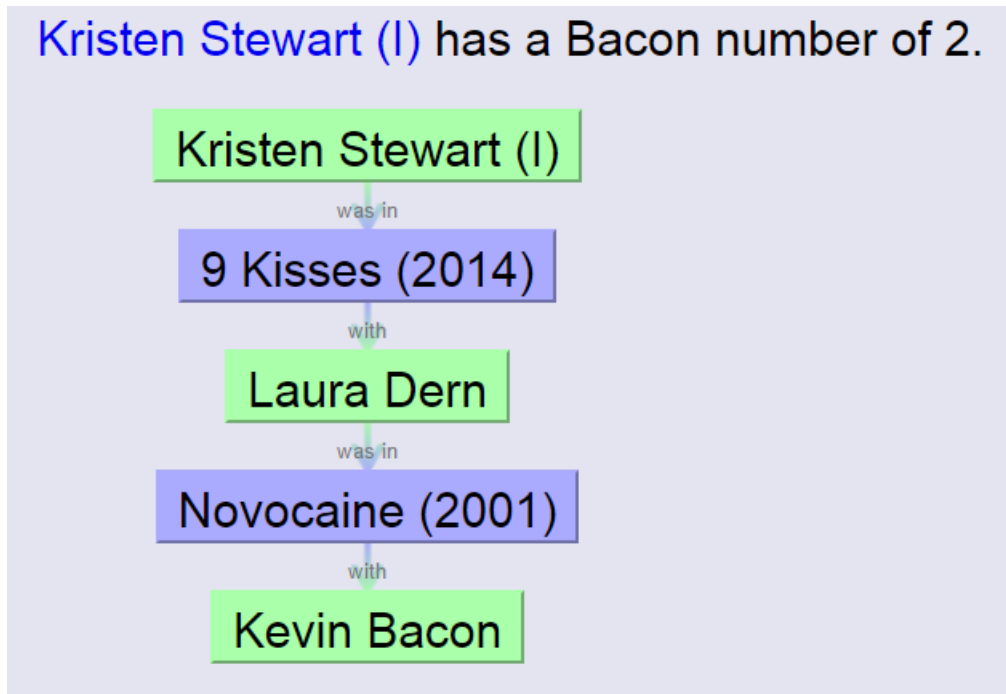 Kristen Stewart (I) has a Bacon number of 2.
Kristen Stewart (I)
was in
9 Kisses (2014)
with
Laura Dern
was in
Novocaine (2001)
with
Kevin Bacon